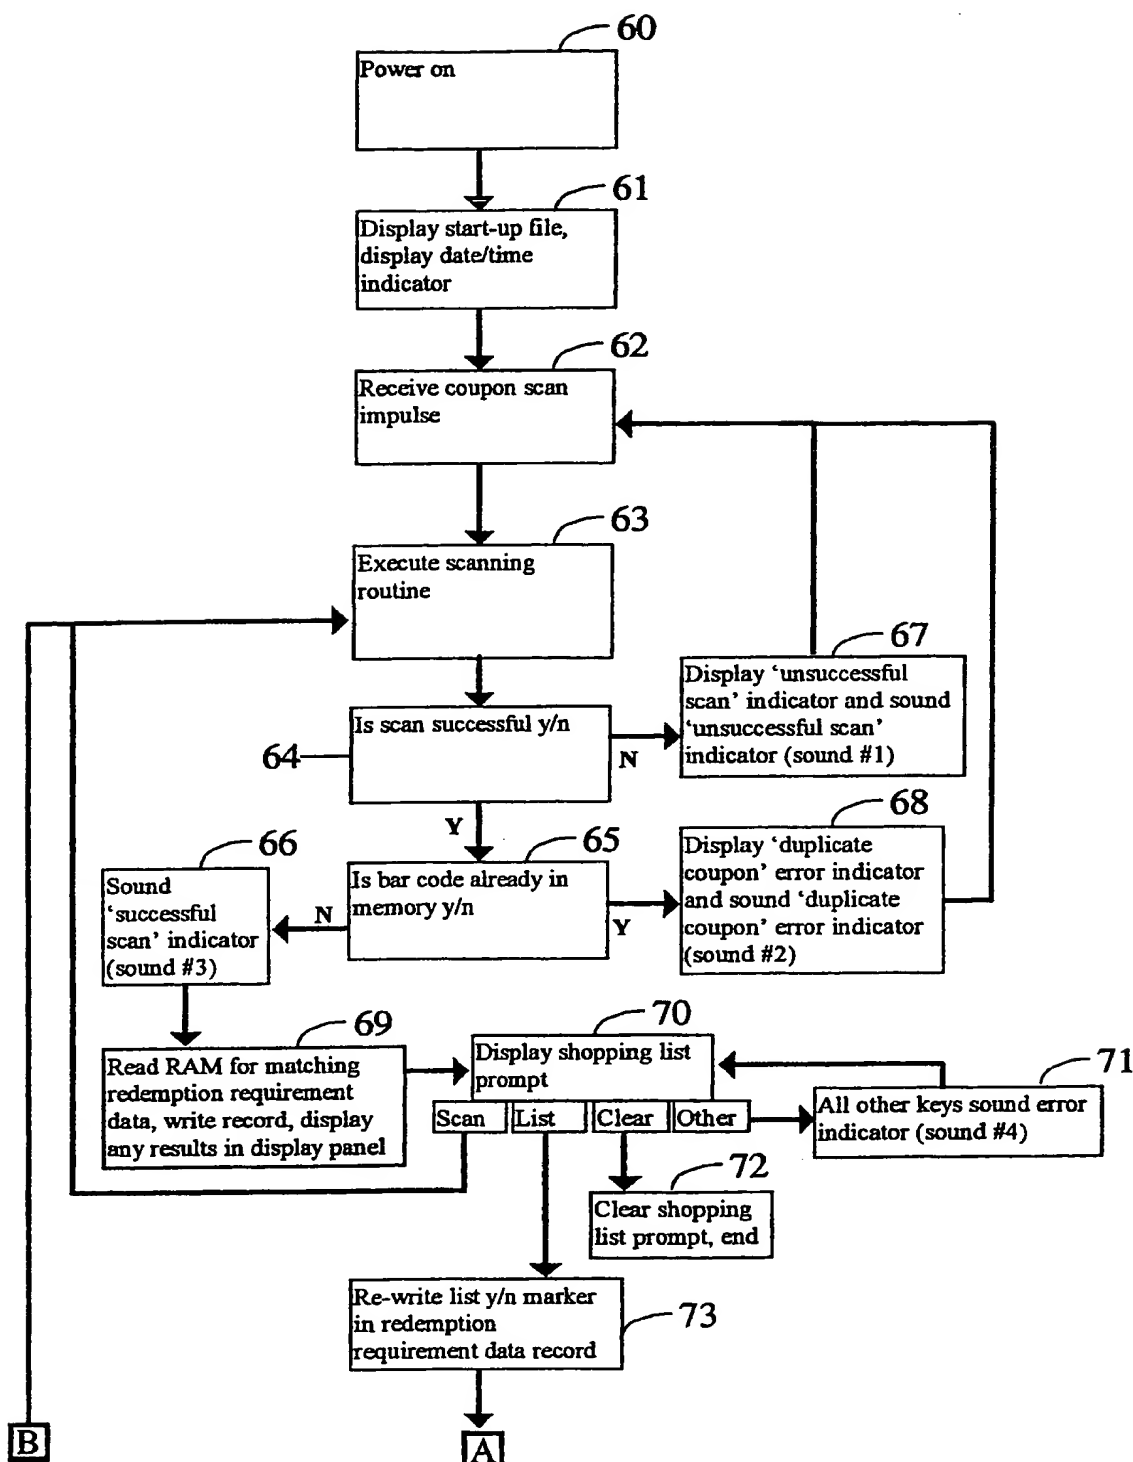 60
Power on
61
Display start-up file,
display date/time
indicator
62
Receive coupon scan
impulse
63
Execute scanning
routine
67
Display ‘unsuccessful
scan’ indicator and sound
‘unsuccessful scan’
indicator (sound #1)
64
Is scan successful y/n
N
Y
68
Display ‘duplicate
coupon’ error indicator
and sound ‘duplicate
coupon’ error indicator
(sound #2)
65
Is bar code already in
memory y/n
N
Y
66
Sound
‘successful
scan’ indicator
(sound #3)
69
Read RAM for matching
redemption requirement
data, write record, display
any results in display panel
70
Display shopping list
prompt
Scan
List
Clear
Other
71
All other keys sound error
indicator (sound #4)
72
Clear shopping
list prompt, end
73
Re-write list y/n marker
in redemption
requirement data record
B
A